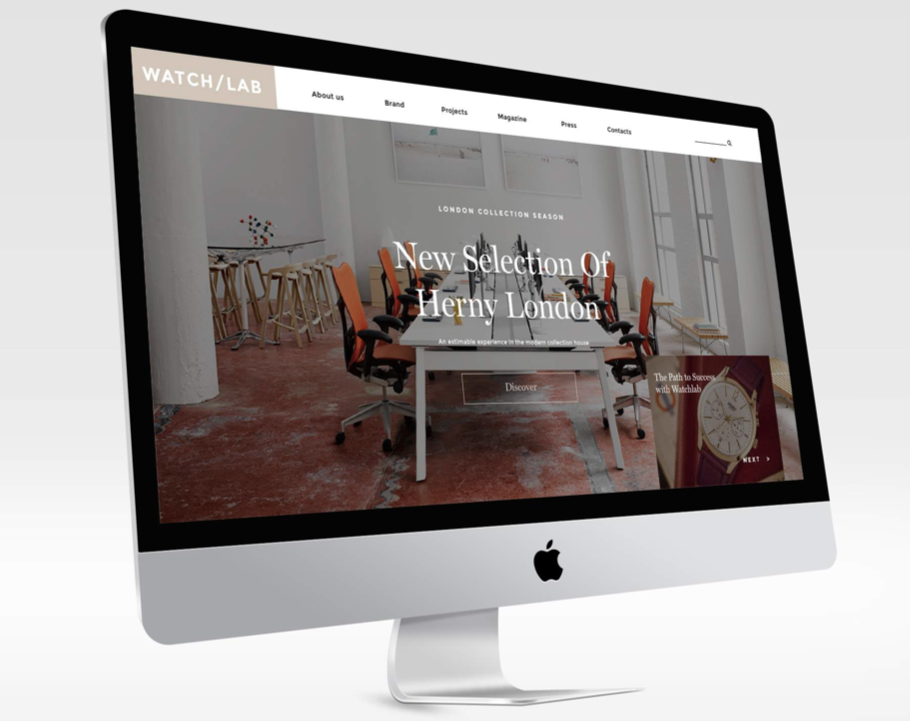 WATCH/LAB
About us
Brand
Projects
Magazine
Press
Contacts
LONDON COLLECTION SEASON
New Selection Of
Herny London
An estimable experience in the modern collection house
Discover
The Path to Success
with Watchlab
NEXT >